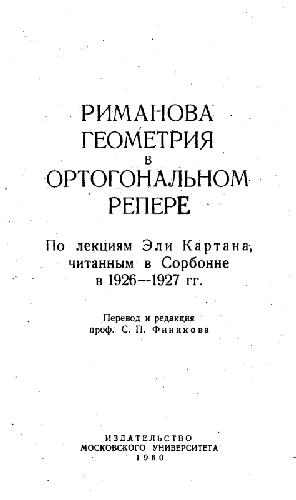 РИМАНОВА
ГЕОМЕТРИЯ
В
ОРТОГОНАЛЬНОМ
РЕПЕРЕ
По лекциям Эли Картана,
читанным в Сорбонне
в 1926—1927 гг.
Перевод и редакция
проф. С. П. Финикова
ИЗДАТЕЛЬСТВО
МОСКОВСКОГО УНИВЕРСИТЕТА
1960